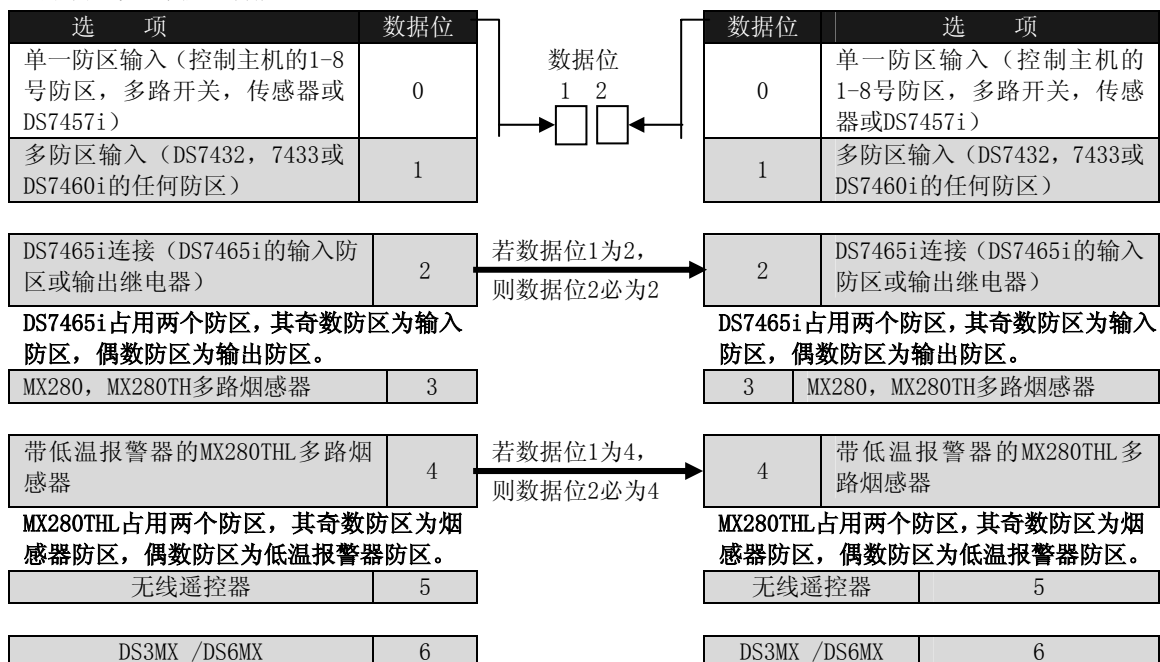 选 项 数据位
单一防区输入（控制主机的1-8
号防区，多路开关，传感器或
DS7457i）
0
多防区输入（DS7432，7433或
DS7460i的任何防区）
1
数据位
1 2
数据位 选 项
0
单一防区输入（控制主机的
1-8号防区，多路开关，传感
器或DS7457i）
1
多防区输入（DS7432，7433或
DS7460i的任何防区）
DS7465i连接（DS7465i的输入防
区或输出继电器）
2
若数据位1为2，
则数据位2必为2
2
DS7465i连接（DS7465i的输入
防区或输出继电器）
DS7465i占用两个防区，其奇数防区为输入
防区，偶数防区为输出防区。
DS7465i占用两个防区，其奇数防区为输入
防区，偶数防区为输出防区。
MX280，MX280TH多路烟感器 3
3 MX280，MX280TH多路烟感器
带低温报警器的MX280THL多路烟
感器
4
若数据位1为4，
则数据位2必为4
4
带低温报警器的MX280THL多
路烟感器
MX280THL占用两个防区，其奇数防区为烟
感器防区，偶数防区为低温报警器防区。
MX280THL占用两个防区，其奇数防区为烟
感器防区，偶数防区为低温报警器防区。
无线遥控器 5
无线遥控器 5
DS3MX /DS6MX 6
DS3MX /DS6MX 6